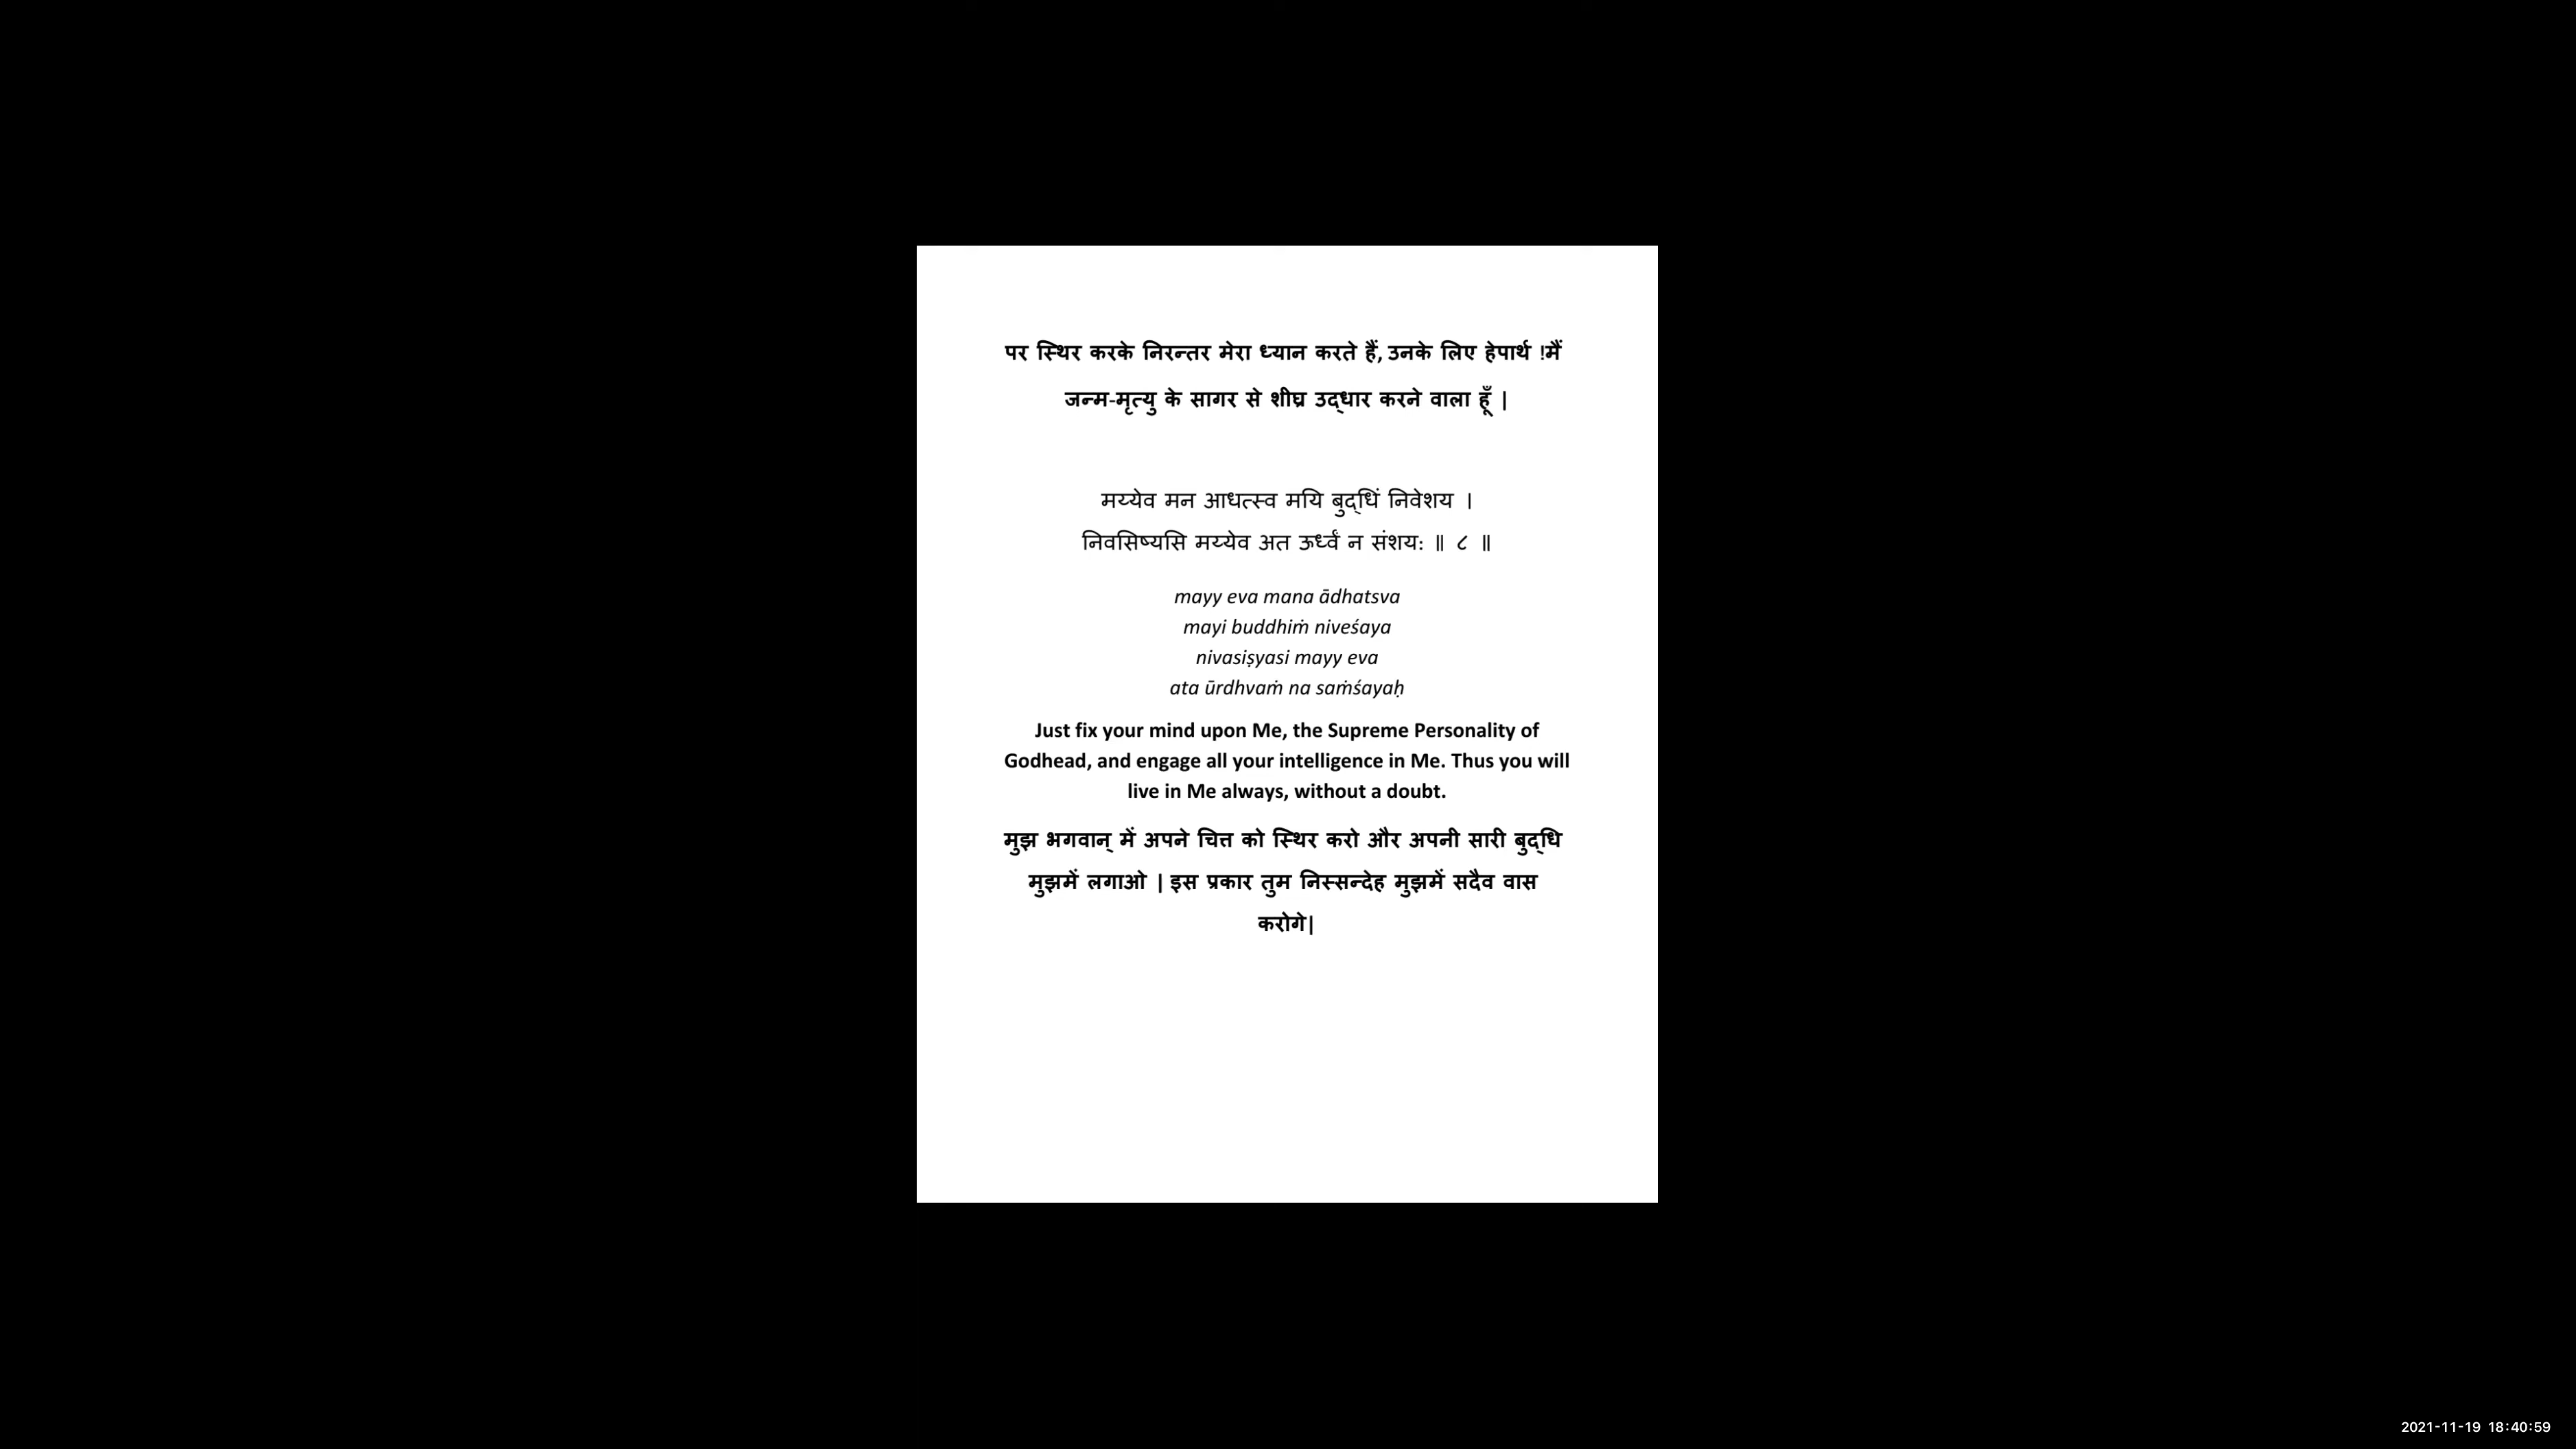 पर स्थिर करके निरन्तर मेरा ध्यान करते हैं, उनके लिए हेपार्थ !मैं
जन्म-मृत्यु के सागर से शीघ्र उद्धार करने वाला हूँ |
मय्येव मन आधत्स्व मयि बुद्धिं निवेशय ।
निवसिष्यसि मय्येव अत ऊर्ध्वं न संशयः ॥ ८ ॥
mayy eva mana ādhatsva
mayi buddhiṁ niveśaya
nivasiṣyasi mayy eva
ata ūrdhvaṁ na saṁśayaḥ
Just fix your mind upon Me, the Supreme Personality of
Godhead, and engage all your intelligence in Me. Thus you will
live in Me always, without a doubt.
मुझ भगवान् में अपने चित्त को स्थिर करो और अपनी सारी बुद्धि
मुझमें लगाओ | इस प्रकार तुम निस्सन्देह मुझमें सदैव वास
करोगे|
2021-11-19 18:40:59